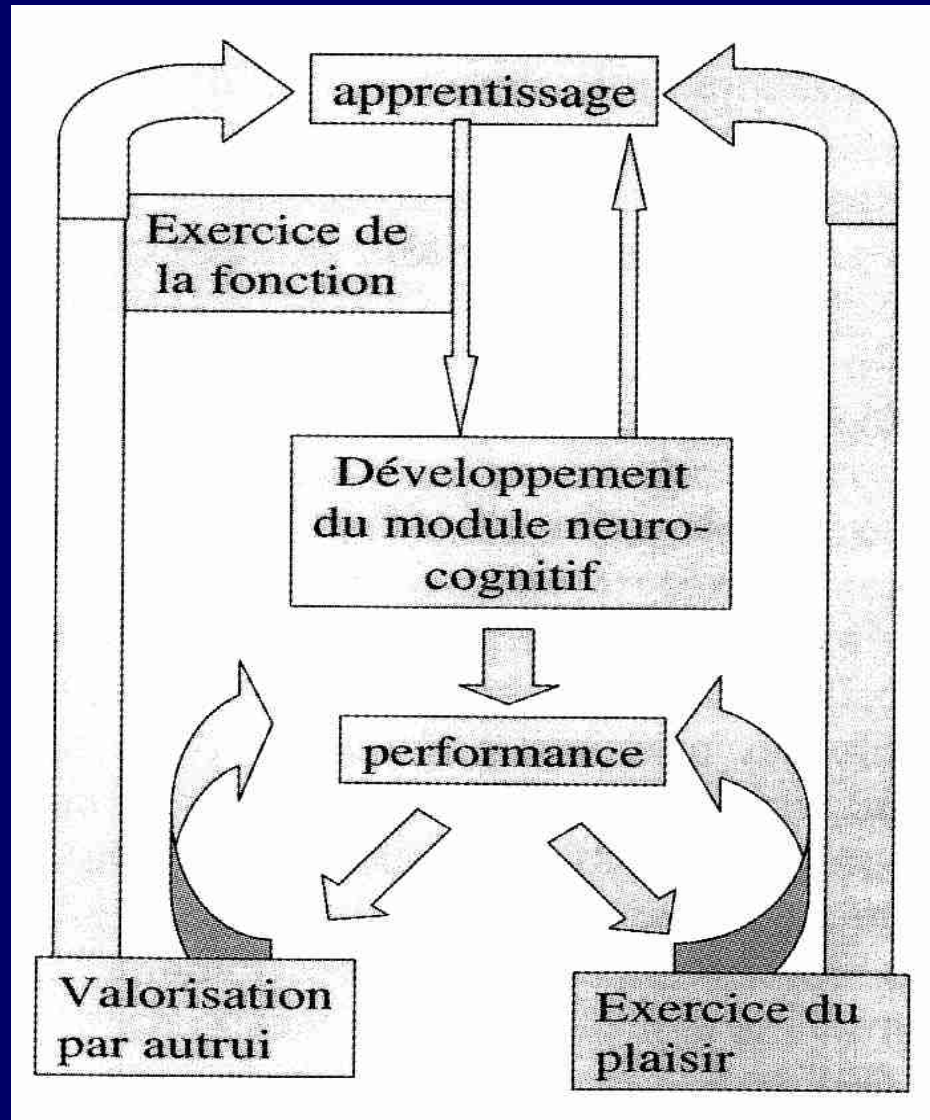 apprentissage
Exercice de
la fonction
Développement
du module neuro-
cognitif
performance
Valorisation
par autrui
Exercice du
plaisir